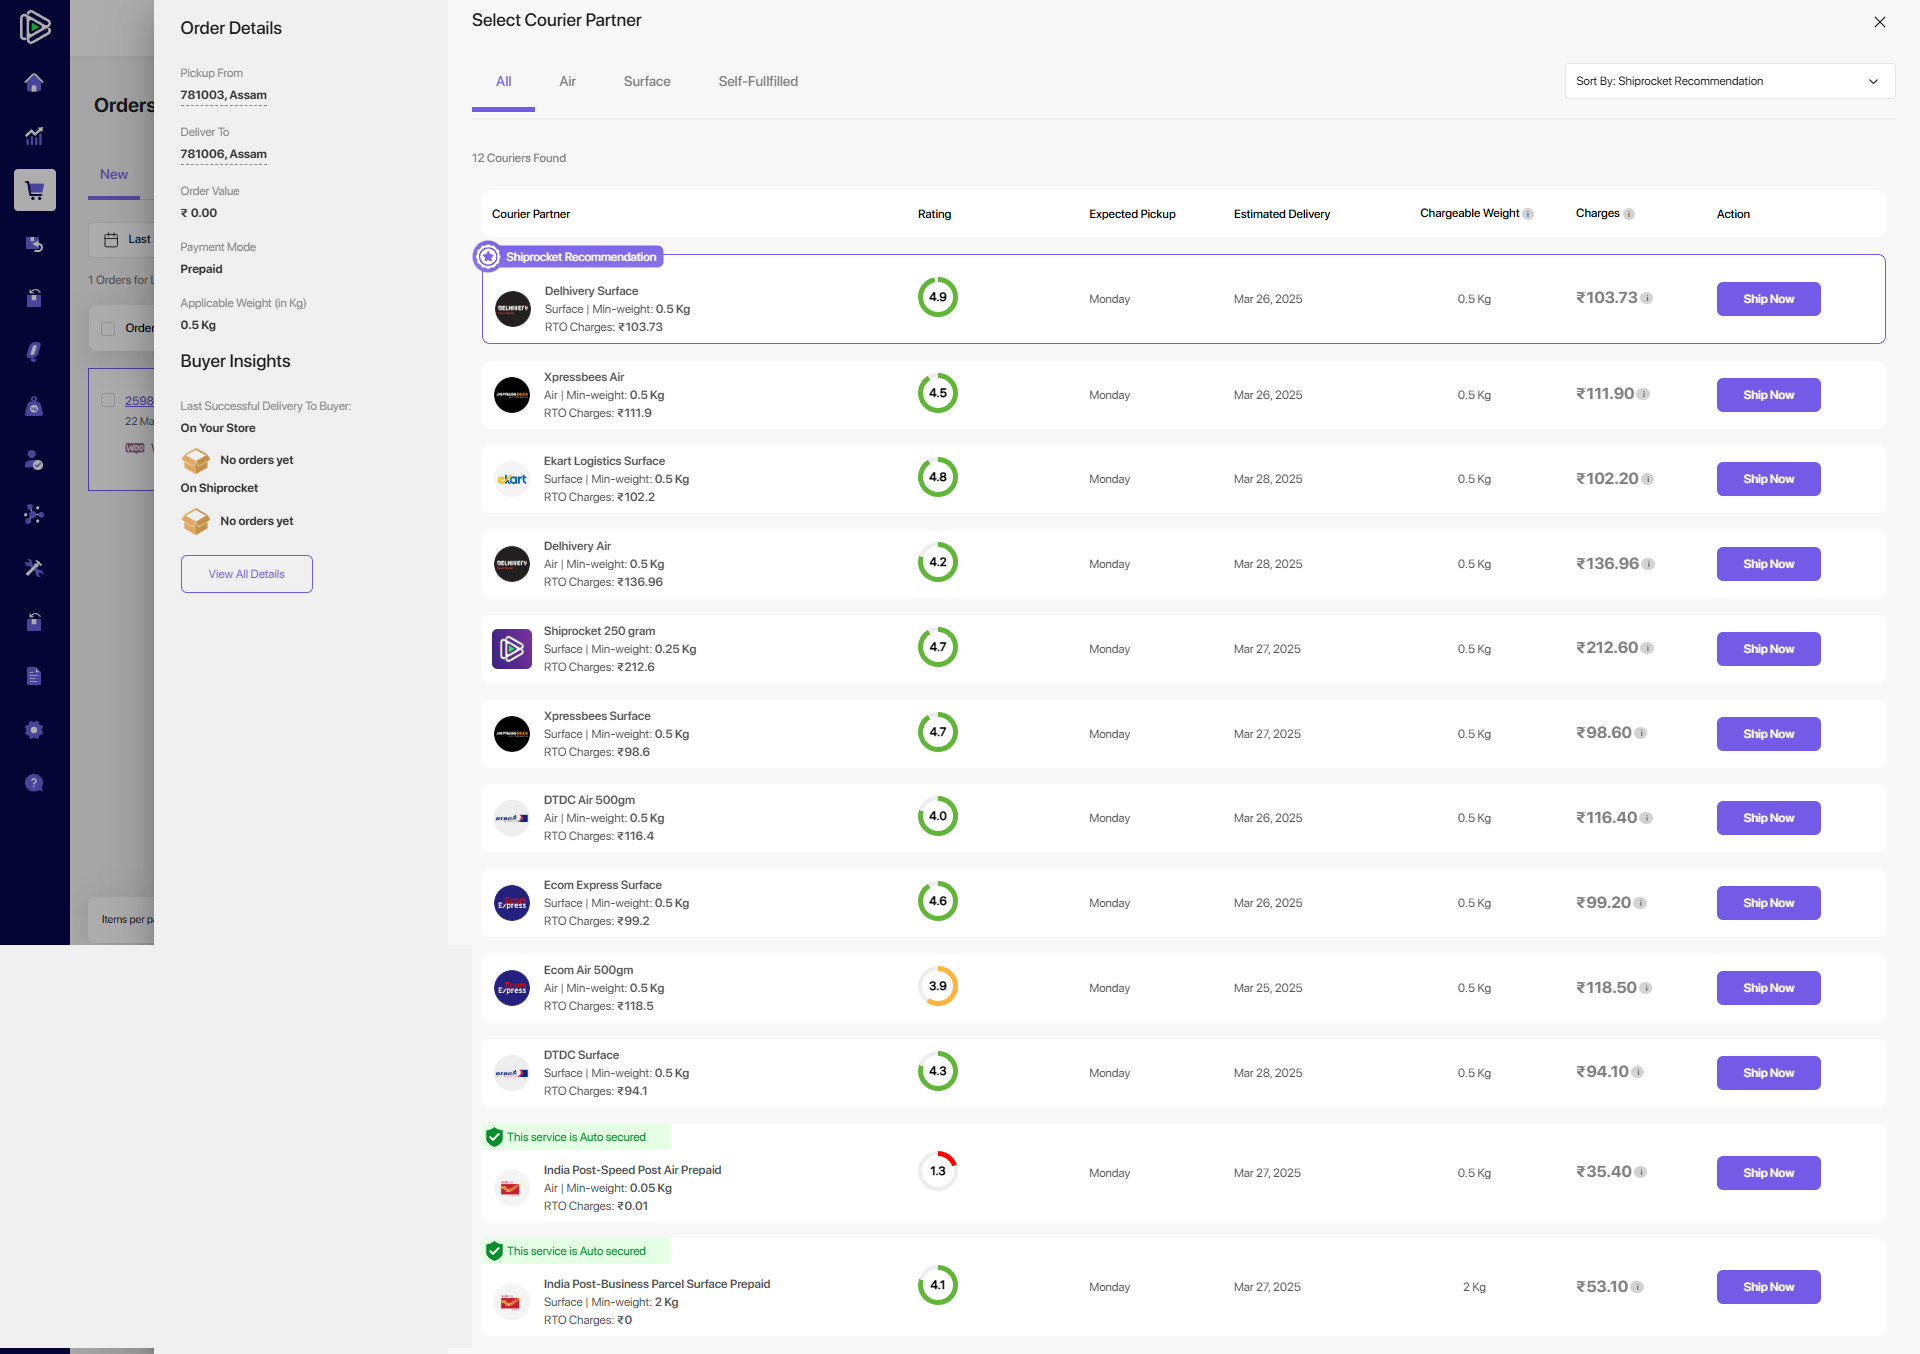 Orders
New
Last
1 Orders for L
Order
2598
22 Ma
WOO
Items per pa
Order Details
Pickup From
781003, Assam
Deliver To
781006, Assam
Order Value
₹ 0.00
Payment Mode
Prepaid
Applicable Weight (in Kg)
0.5 Kg
Buyer Insights
Last Successful Delivery To Buyer:
On Your Store
No orders yet
On Shiprocket
No orders yet
View All Details
Select Courier Partner
All Air Surface Self-Fullfilled
Sort By: Shiprocket Recommendation
12 Couriers Found
Courier Partner Rating Expected Pickup Estimated Delivery Chargeable Weight Charges Action
Shiprocket Recommendation
DELHIVERY
Delhivery Surface
Surface | Min-weight: 0.5 Kg
RTO Charges: ₹103.73
4.9 Monday Mar 26, 2025 0.5 Kg ₹103.73 Ship Now
Xpressbees Air
Air | Min-weight: 0.5 Kg
RTO Charges: ₹111.9
4.5 Monday Mar 26, 2025 0.5 Kg ₹111.90 Ship Now
ekart
Ekart Logistics Surface
Surface | Min-weight: 0.5 Kg
RTO Charges: ₹102.2
4.8 Monday Mar 28, 2025 0.5 Kg ₹102.20 Ship Now
DELHIVERY
Delhivery Air
Air | Min-weight: 0.5 Kg
RTO Charges: ₹136.96
4.2 Monday Mar 28, 2025 0.5 Kg ₹136.96 Ship Now
Shiprocket 250 gram
Surface | Min-weight: 0.25 Kg
RTO Charges: ₹212.6
4.7 Monday Mar 27, 2025 0.5 Kg ₹212.60 Ship Now
Xpressbees Surface
Surface | Min-weight: 0.5 Kg
RTO Charges: ₹98.6
4.7 Monday Mar 27, 2025 0.5 Kg ₹98.60 Ship Now
DTDC
DTDC Air 500gm
Air | Min-weight: 0.5 Kg
RTO Charges: ₹116.4
4.0 Monday Mar 26, 2025 0.5 Kg ₹116.40 Ship Now
Ecom Express
Ecom Express Surface
Surface | Min-weight: 0.5 Kg
RTO Charges: ₹99.2
4.6 Monday Mar 26, 2025 0.5 Kg ₹99.20 Ship Now
Ecom Express
Ecom Air 500gm
Air | Min-weight: 0.5 Kg
RTO Charges: ₹118.5
3.9 Monday Mar 25, 2025 0.5 Kg ₹118.50 Ship Now
DTDC
DTDC Surface
Surface | Min-weight: 0.5 Kg
RTO Charges: ₹94.1
4.3 Monday Mar 28, 2025 0.5 Kg ₹94.10 Ship Now
This service is Auto secured
India Post-Speed Post Air Prepaid
Air | Min-weight: 0.05 Kg
RTO Charges: ₹0.01
1.3 Monday Mar 27, 2025 0.5 Kg ₹35.40 Ship Now
This service is Auto secured
India Post-Business Parcel Surface Prepaid
Surface | Min-weight: 2 Kg
RTO Charges: ₹0
4.1 Monday Mar 27, 2025 2 Kg ₹53.10 Ship Now